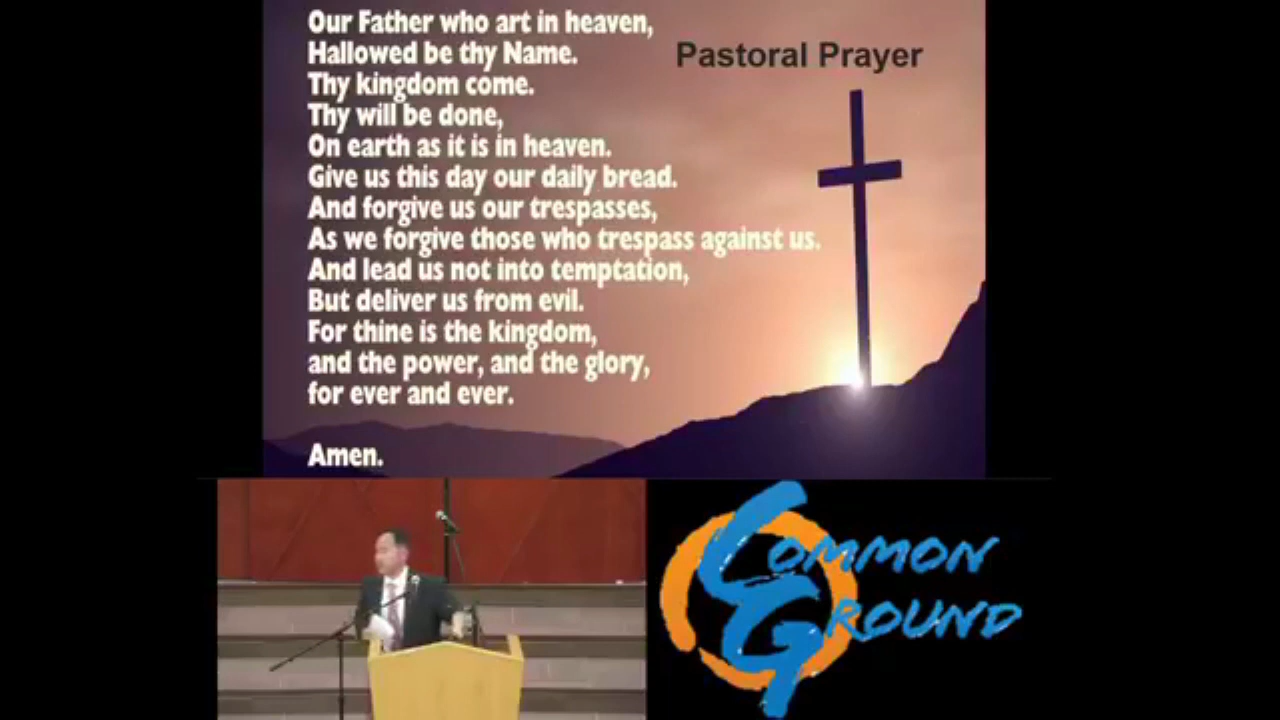 Our Father who art in heaven,
Hallowed be thy Name.
Thy kingdom come.
Thy will be done,
On earth as it is in heaven.
Give us this day our daily bread.
And forgive us our trespasses,
As we forgive those who trespass against us.
And lead us not into temptation,
But deliver us from evil.
For thine is the kingdom,
and the power, and the glory,
for ever and ever.
Amen.
Pastoral Prayer
COMMON
GROUND